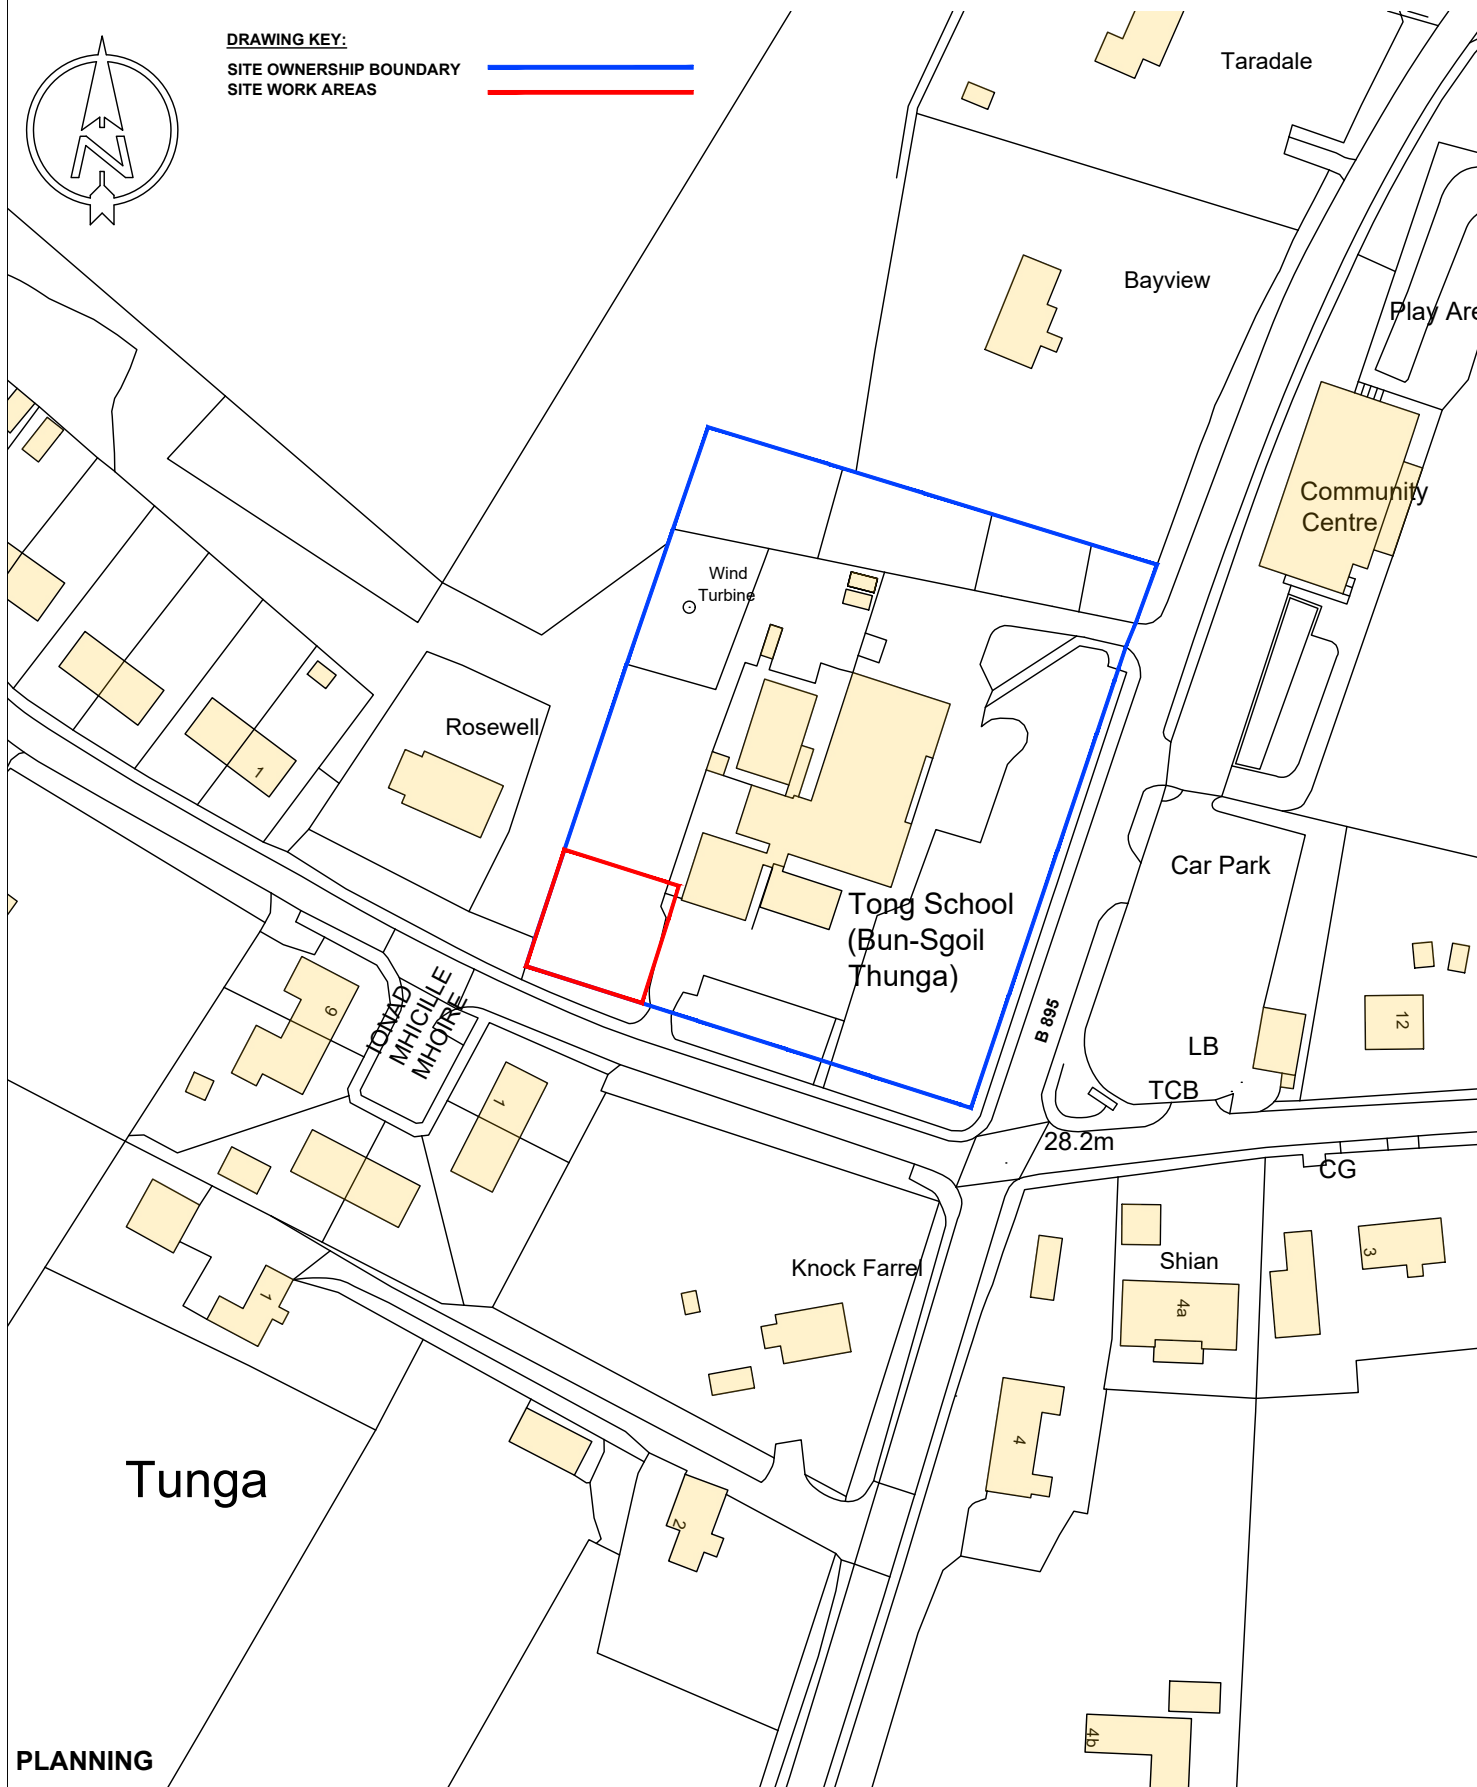 DRAWING KEY:
SITE OWNERSHIP BOUNDARY
SITE WORK AREAS
N
Taradale
Bayview
Play Are
Community
Centre
Wind
Turbine
Rosewell
1
Car Park
Tong School
(Bun-Sgoil
Thunga)
IONAD
MHICILLE
MHOIRE
9
B 895
12
LB
TCB
1
28.2m
CG
Knock Farrel
Shian
3
4a
1
4
Tunga
2
4b
PLANNING